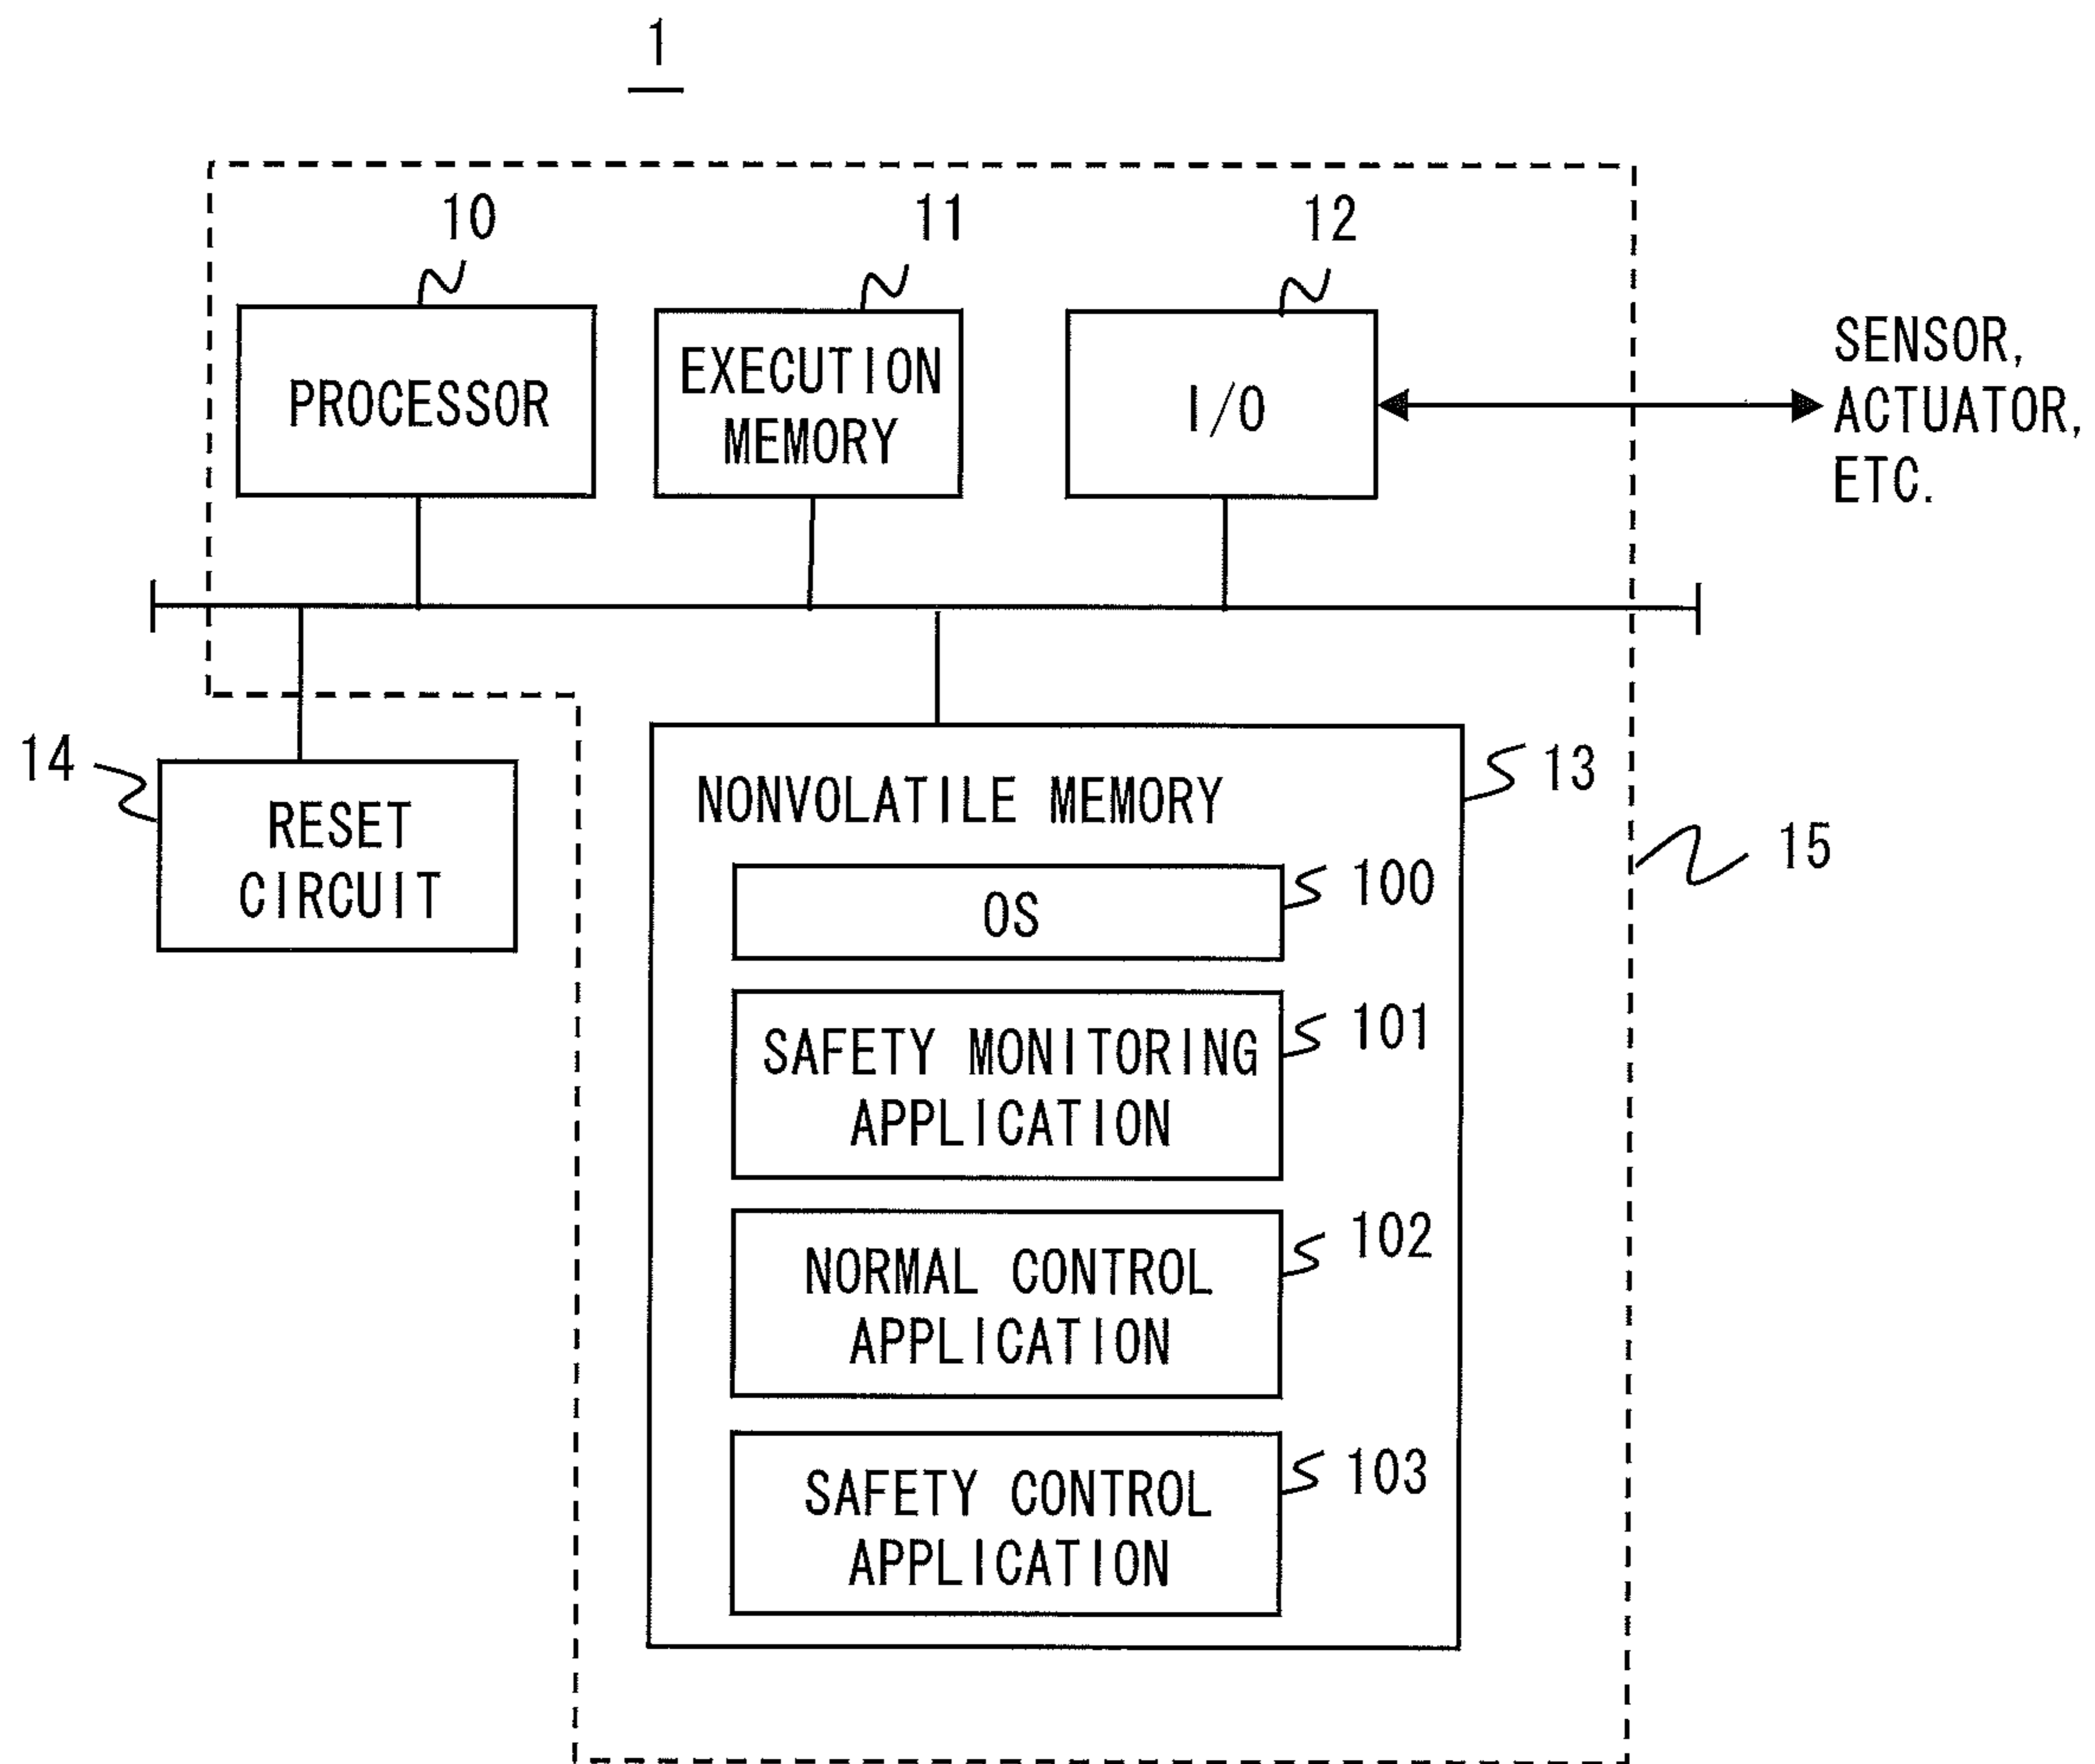 1
10
11
12
PROCESSOR
EXECUTION
MEMORY
I/O
SENSOR,
ACTUATOR,
ETC.
14
RESET
CIRCUIT
NONVOLATILE MEMORY
13
15
OS
100
SAFETY MONITORING
APPLICATION
101
NORMAL CONTROL
APPLICATION
102
SAFETY CONTROL
APPLICATION
103